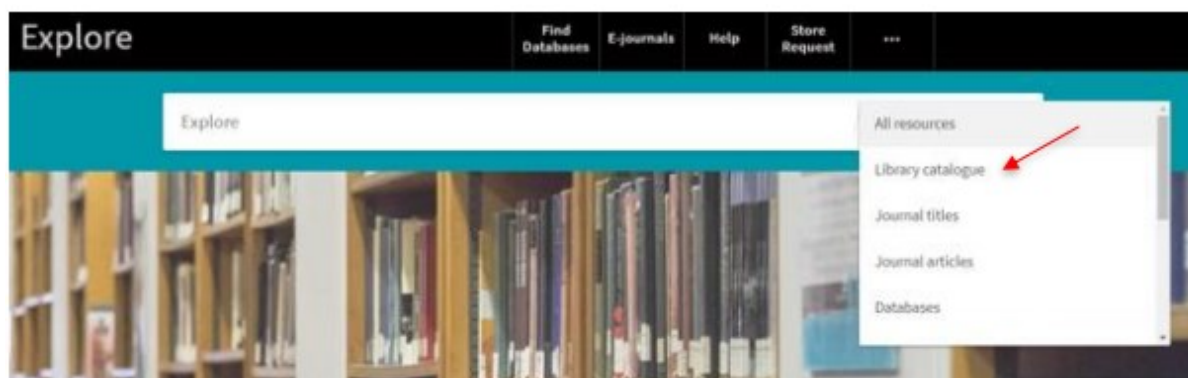 Explore
Find
Databases
E-journals
Help
Store
Request
...
Explore
All resources
Library catalogue
Journal titles
Journal articles
Databases